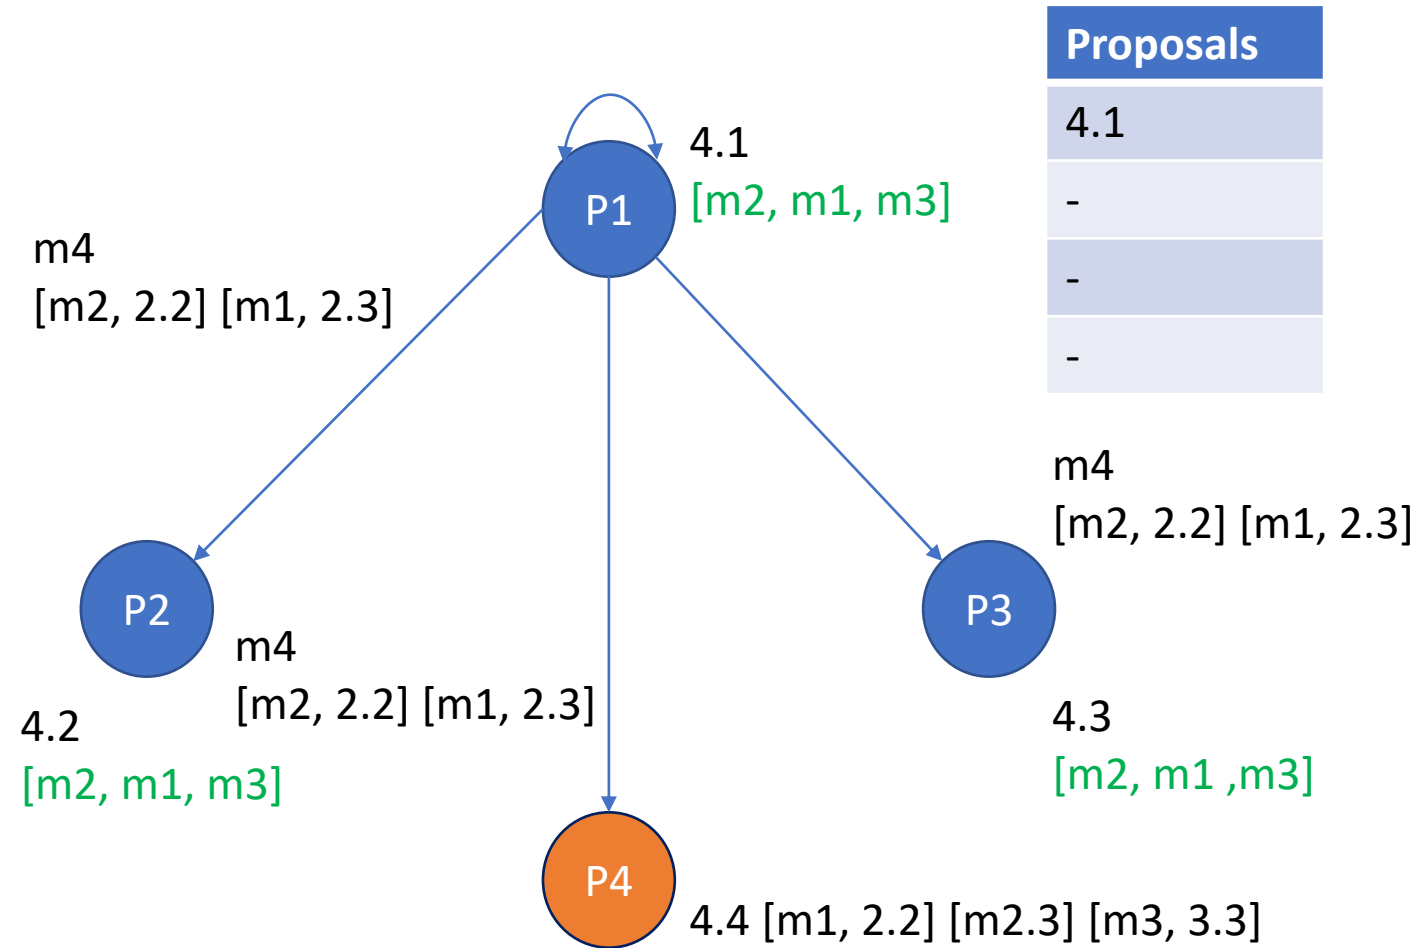 Proposals
4.1
-
-
-
P1
4.1
[m2, m1, m3]
m4
[m2, 2.2] [m1, 2.3]
m4
[m2, 2.2] [m1, 2.3]
P2
P3
m4
[m2, 2.2] [m1, 2.3]
4.2
[m2, m1, m3]
4.3
[m2, m1 ,m3]
P4
4.4 [m1, 2.2] [m2.3] [m3, 3.3]